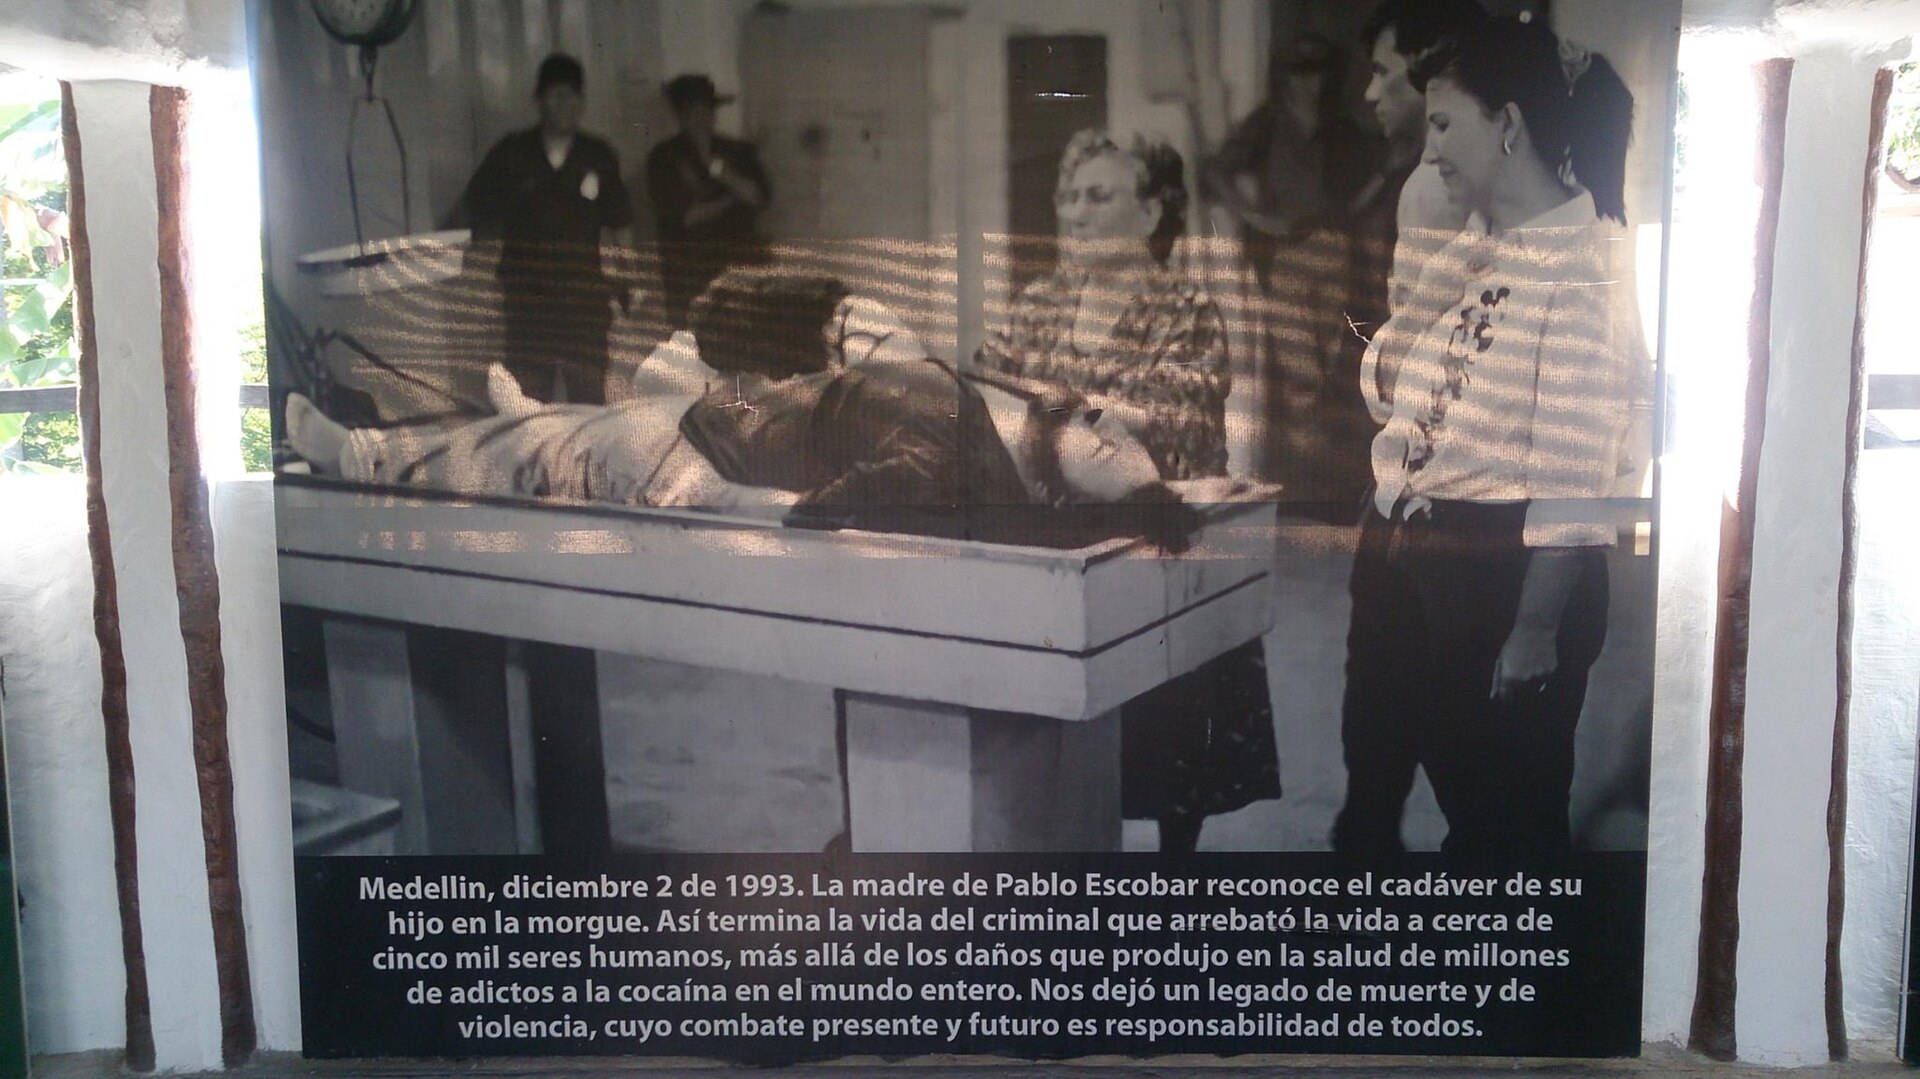 Medellin, diciembre 2 de 1993. La madre de Pablo Escobar reconoce el cadáver de su
hijo en la morgue. Así termina la vida del criminal que arrebató la vida a cerca de
cinco mil seres humanos, más allá de los daños que produjo en la salud de millones
de adictos a la cocaína en el mundo entero. Nos dejó un legado de muerte y de
violencia, cuyo combate presente y futuro es responsabilidad de todos.